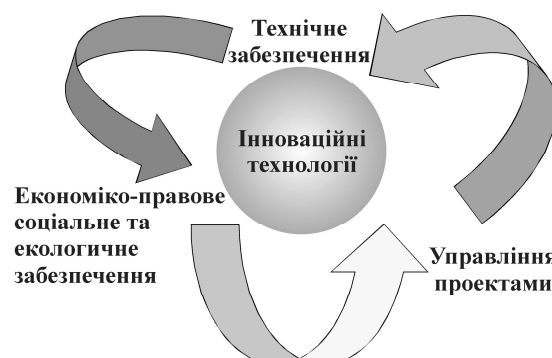 Технічне
забезпечення
Інноваційні
технології
Економіко-правове
соціальне та
екологичне
забезпечення
Управління
проектами